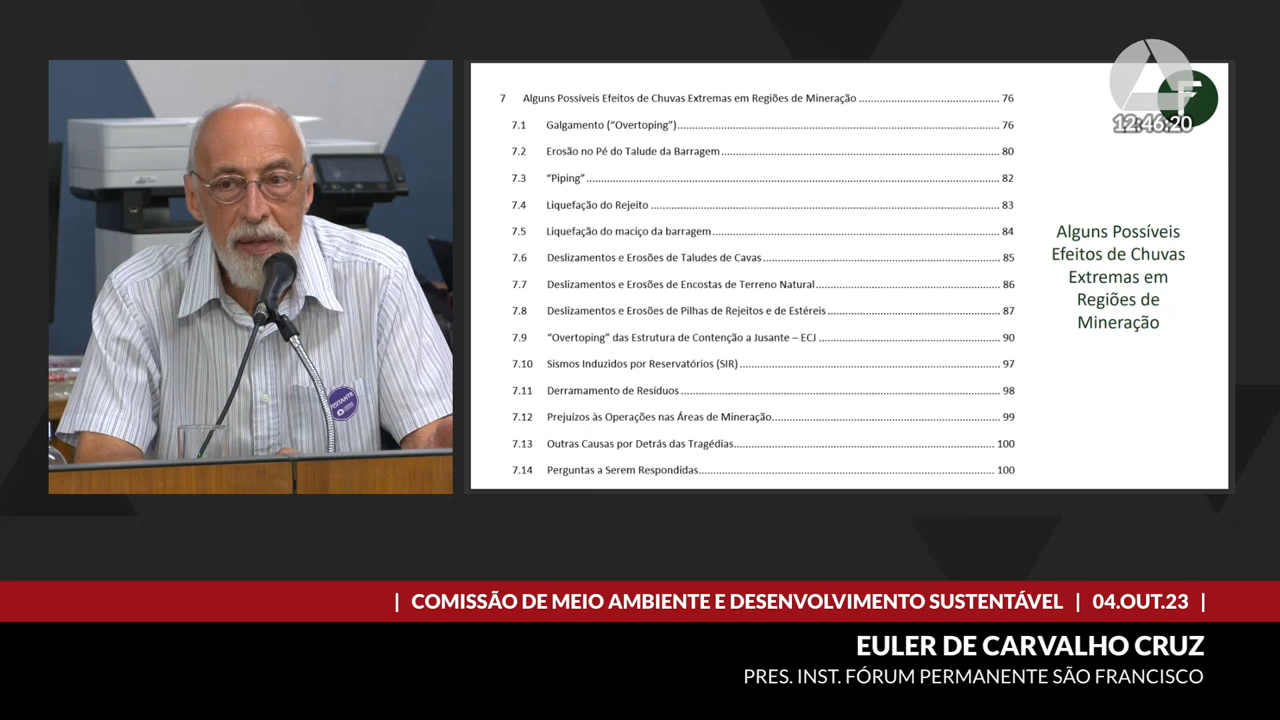 7 Alguns Possíveis Efeitos de Chuvas Extremas em Regiões de Mineração ........ 76
7.1 Galgamento (“Overtoping”)........ 76
7.2 Erosão no Pé do Talude da Barragem........ 80
7.3 “Piping”........ 82
7.4 Liquefação do Rejeito ........ 83
7.5 Liquefação do maciço da barragem........ 84
7.6 Deslizamentos e Erosões de Taludes de Cavas........ 85
7.7 Deslizamentos e Erosões de Encostas de Terreno Natural........ 86
7.8 Deslizamentos e Erosões de Pilhas de Rejeitos e de Estéreis ........ 87
7.9 “Overtoping” das Estrutura de Contenção a Jusante – ECJ ........ 90
7.10 Sismos Induzidos por Reservatórios (SIR)........ 97
7.11 Derramamento de Resíduos........ 98
7.12 Prejuízos às Operações nas Áreas de Mineração........ 99
7.13 Outras Causas por Detrás das Tragédias........ 100
7.14 Perguntas a Serem Respondidas........ 100
F
12:46:20
Alguns Possíveis
Efeitos de Chuvas
Extremas em
Regiões de
Mineração
| COMISSÃO DE MEIO AMBIENTE E DESENVOLVIMENTO SUSTENTÁVEL | 04.OUT.23 |
EULER DE CARVALHO CRUZ
PRES. INST. FÓRUM PERMANENTE SÃO FRANCISCO